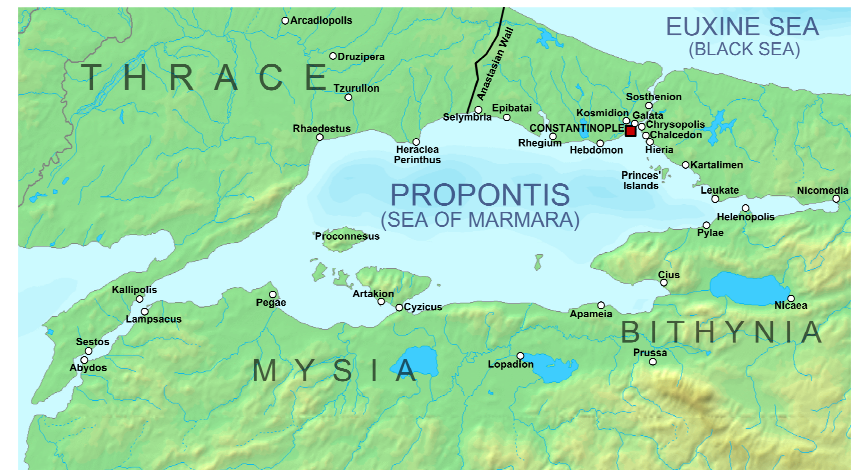 EUXINE SEA
(BLACK SEA)
Arcadiopolis
Anastasian Wall
Druzipera
THRACE
Tzurullon
Sosthenion
Epibatai
Selymbria
Kosmidion
Galata
CONSTANTINOPLE
Chrysopolis
Rhaedestus
Chalcedon
Rhegium
Hebdomon
Hieria
Heraclea
Perinthus
Kartalimen
Princes'
Islands
PROPONTIS
(SEA OF MARMARA)
Leukate
Nicomedia
Helenopolis
Pylae
Proconnesus
Cius
Kallipolis
Artakion
Pegae
Cyzicus
Nicaea
Lampsacus
Apameia
BITHYNIA
Sestos
Prussa
Abydos
MYSIA
Lopadion